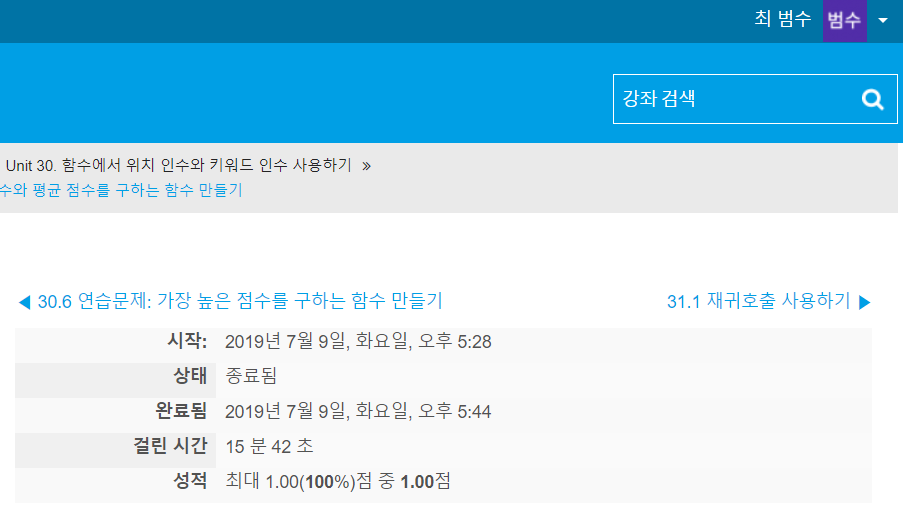 최 범수 범수
강좌 검색
Unit 30. 함수에서 위치 인수와 키워드 인수 사용하기 »
수와 평균 점수를 구하는 함수 만들기
◀ 30.6 연습문제: 가장 높은 점수를 구하는 함수 만들기 31.1 재귀호출 사용하기 ▶
시작: 2019년 7월 9일, 화요일, 오후 5:28
상태 종료됨
완료됨 2019년 7월 9일, 화요일, 오후 5:44
걸린 시간 15 분 42 초
성적 최대 1.00(100%)점 중 1.00점